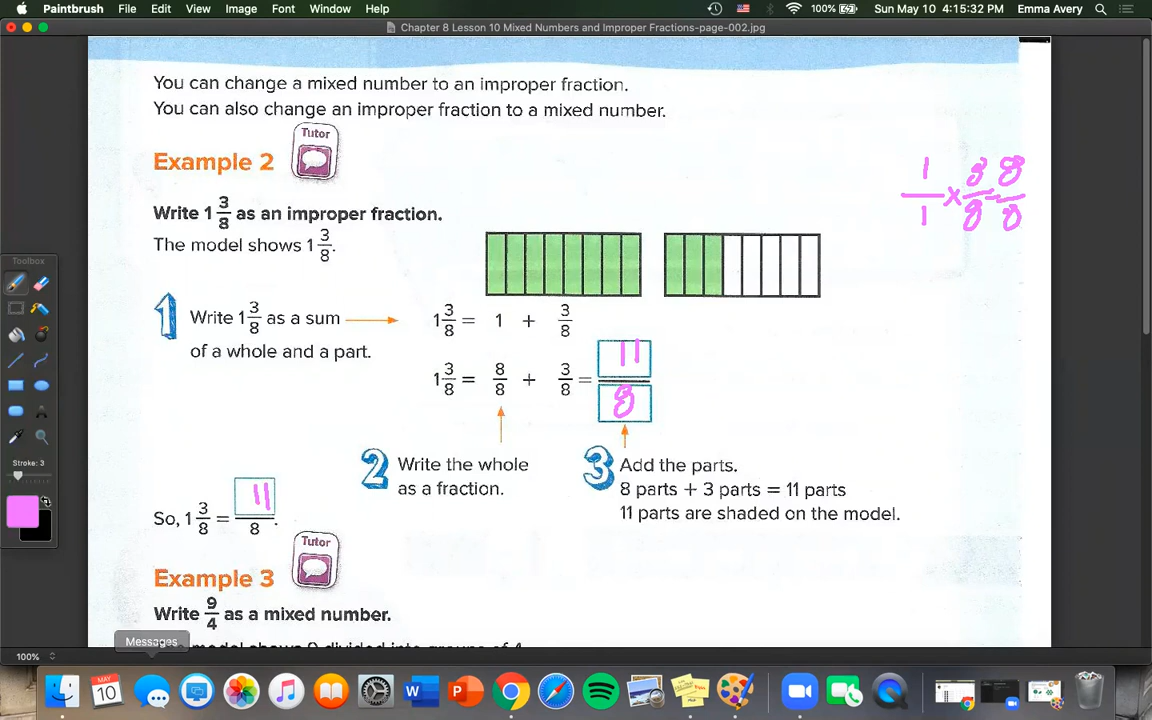 Paintbrush File Edit View Image Font Window Help 100% Sun May 10 4:15:32 PM Emma Avery
Chapter 8 Lesson 10 Mixed Numbers and Improper Fractions-page-002.jpg
You can change a mixed number to an improper fraction.
You can also change an improper fraction to a mixed number.
Tutor
Example 2
1/1 × 8/8 = 8/8
Write 1 3/8 as an improper fraction.
The model shows 1 3/8.
Toolbox
1 Write 1 3/8 as a sum
of a whole and a part.
1 3/8 = 1 + 3/8
1 3/8 = 8/8 + 3/8 = 11/8
2 Write the whole
as a fraction.
3 Add the parts.
8 parts + 3 parts = 11 parts
11 parts are shaded on the model.
Stroke: 3
So, 1 3/8 = 11/8.
Tutor
Example 3
Write 9/4 as a mixed number.
Messages
100%
MAY
10
W
P